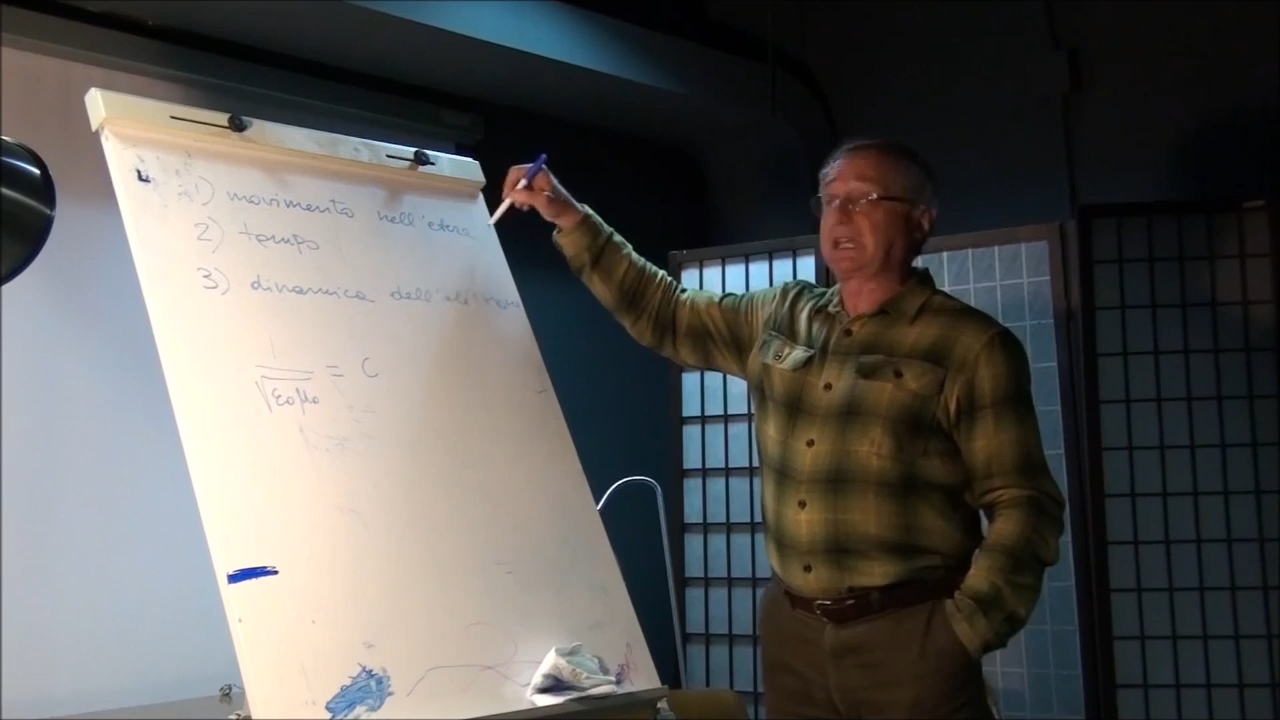 1) movimento nell'etere
2) tempo
3) dinamica dell'
1
/ √ε₀μ₀ = C